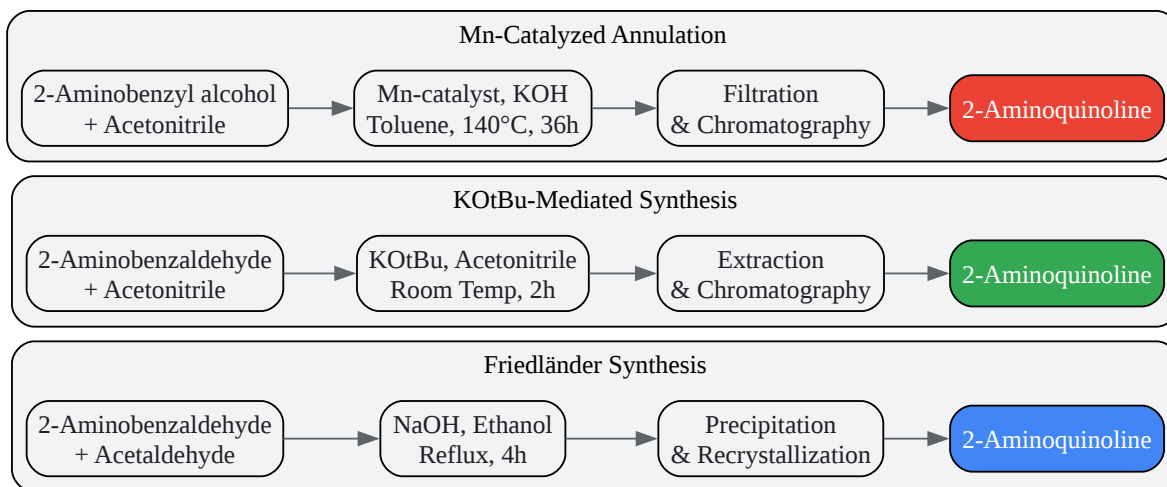 Mn-Catalyzed Annulation
2-Aminobenzyl alcohol
+ Acetonitrile
Mn-catalyst, KOH
Toluene, 140°C, 36h
Filtration
& Chromatography
2-Aminoquinoline
KOtBu-Mediated Synthesis
2-Aminobenzaldehyde
+ Acetonitrile
KOtBu, Acetonitrile
Room Temp, 2h
Extraction
& Chromatography
2-Aminoquinoline
Friedländer Synthesis
2-Aminobenzaldehyde
+ Acetaldehyde
NaOH, Ethanol
Reflux, 4h
Precipitation
& Recrystallization
2-Aminoquinoline